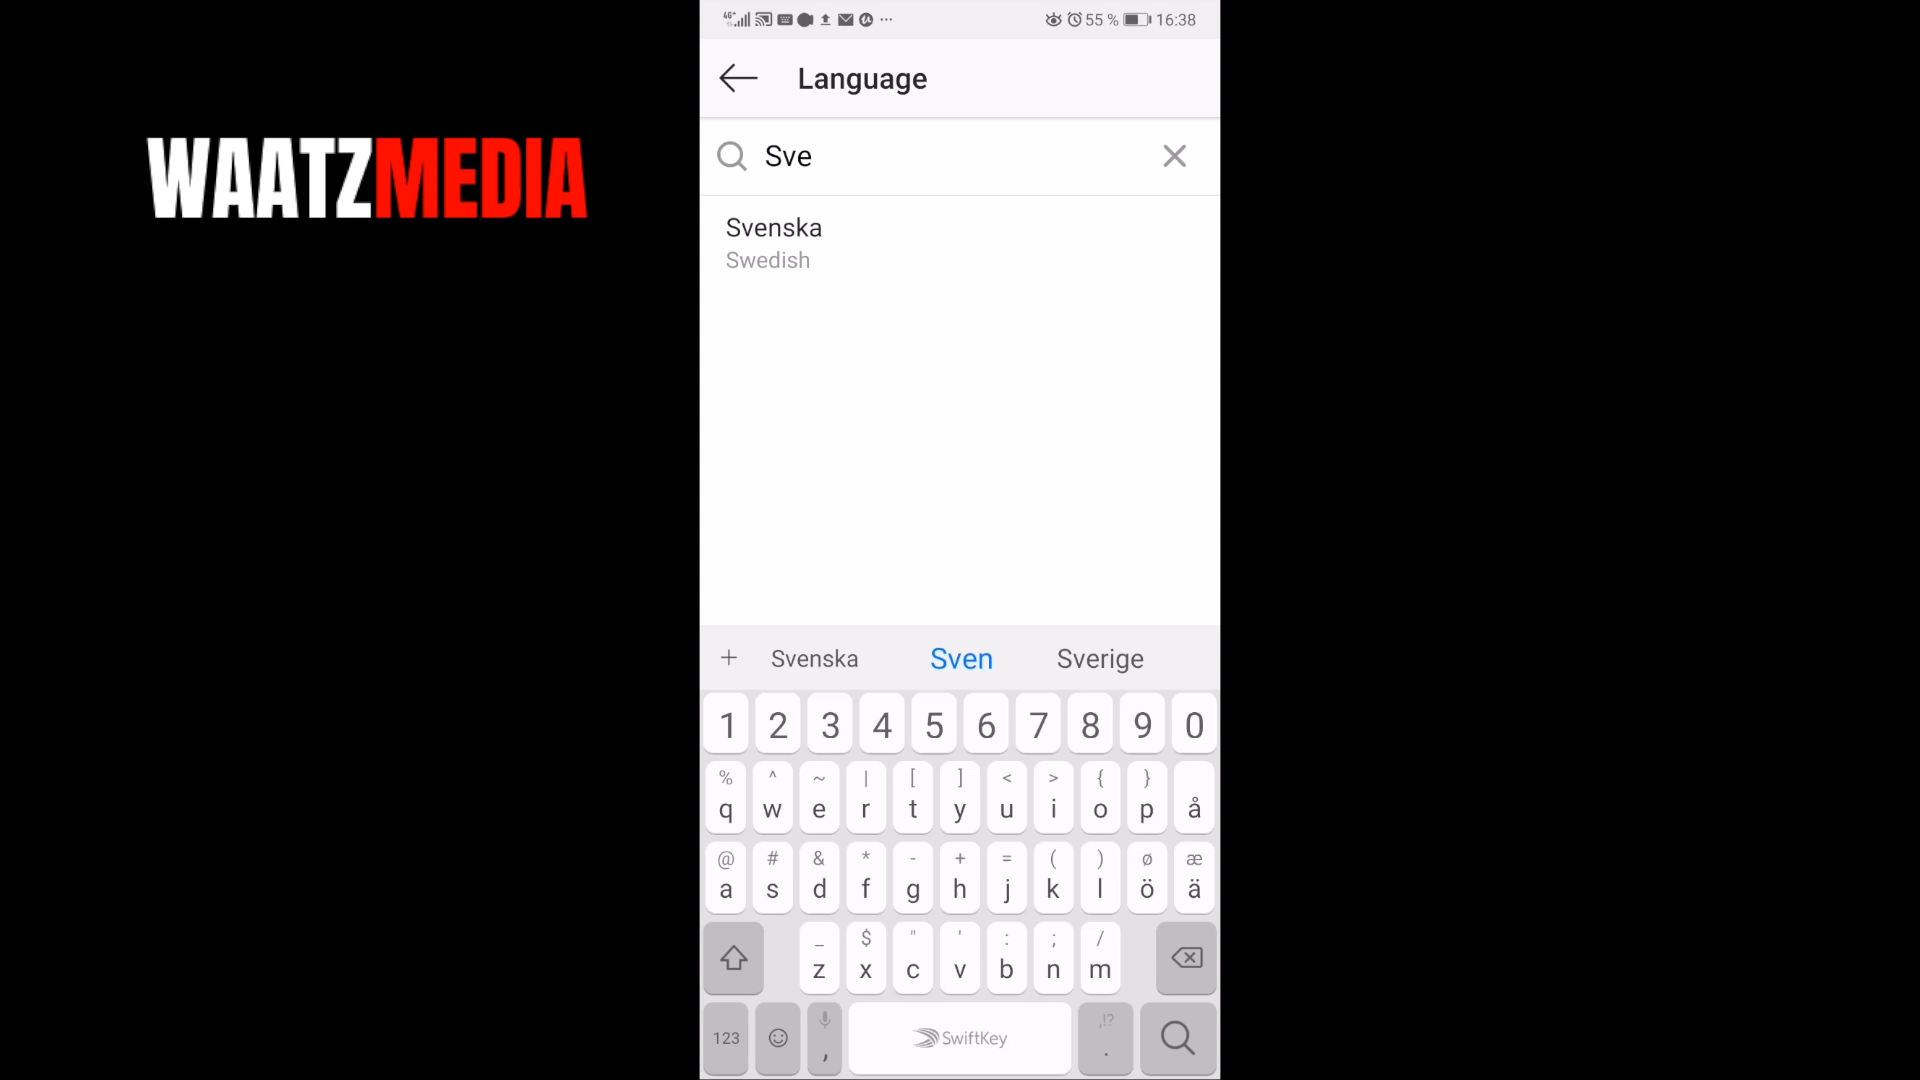 4G+ 55 % 16:38
Language
WAATZMEDIA
Sve
Svenska
Swedish
+ Svenska Sven Sverige
1 2 3 4 5 6 7 8 9 0
% ^ ~ | [ ] < > { }
q w e r t y u i o p å
@ # & * - + = ( ) ø æ
a s d f g h j k l ö ä
_ $ " ' : ; /
z x c v b n m
,!?
123 , SwiftKey .